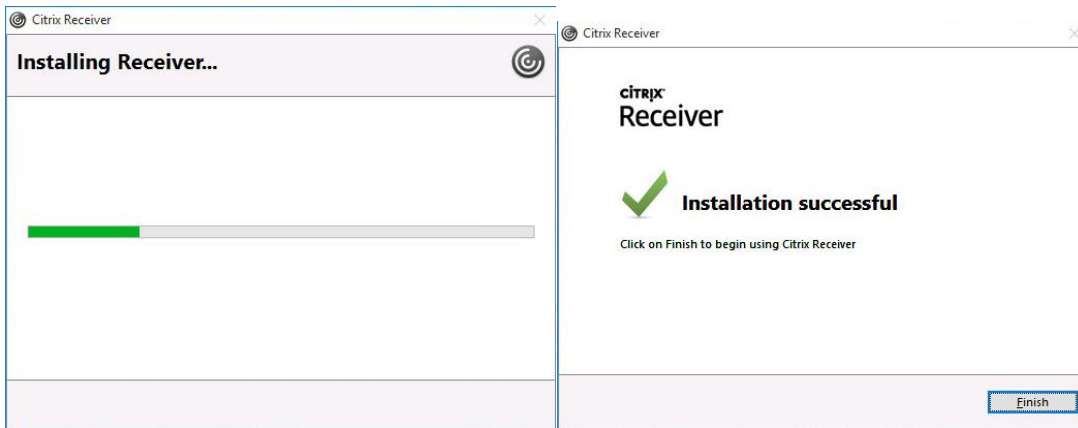 Citrix Receiver
Installing Receiver...
Citrix Receiver
CITRIX
Receiver
Installation successful
Click on Finish to begin using Citrix Receiver
Finish